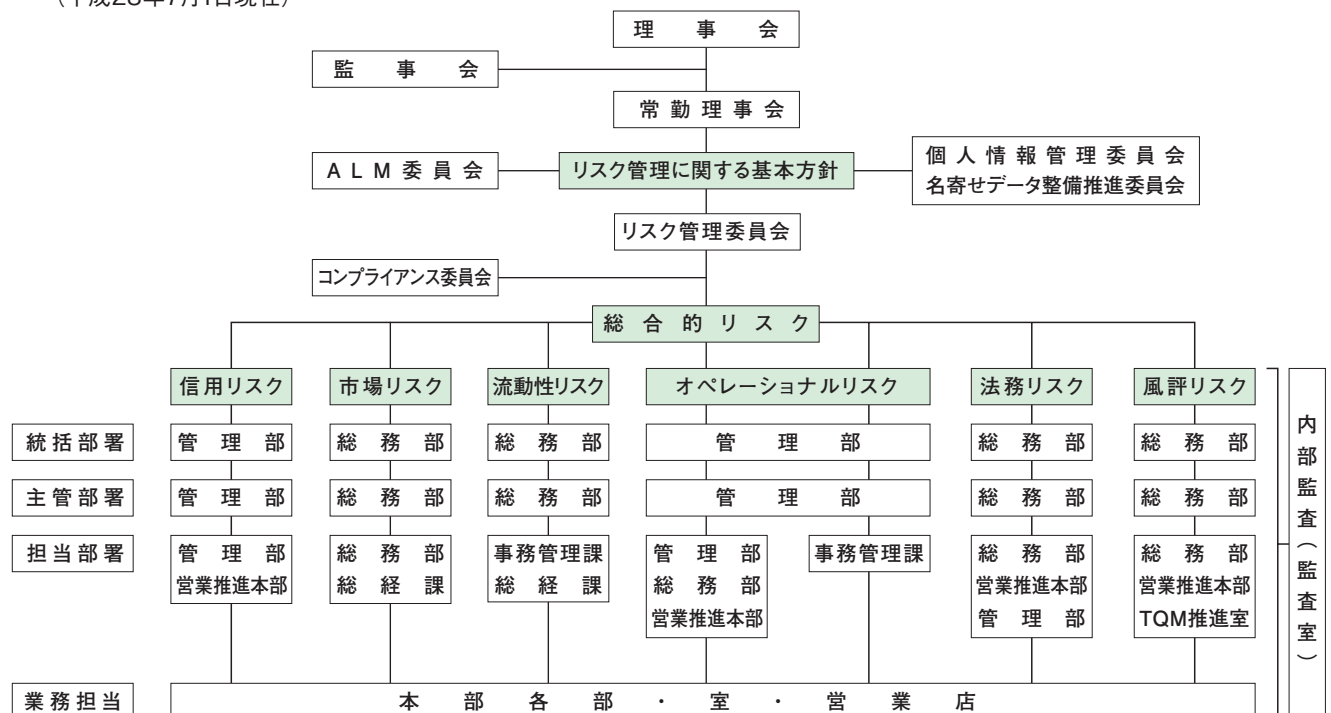 (平成23年7月1日現在)
理事会
監事会
常勤理事会
ALM委員会
リスク管理に関する基本方針
個人情報管理委員会
名寄せデータ整備推進委員会
リスク管理委員会
コンプライアンス委員会
総合的リスク
信用リスク 市場リスク 流動性リスク オペレーショナルリスク 法務リスク 風評リスク
統括部署 管理部 総務部 総務部 管理部 総務部 総務部
主管部署 管理部 総務部 総務部 管理部 総務部 総務部
担当部署 管理部 総務部 事務管理課 管理部 事務管理課 総務部 総務部
営業推進本部 総経課 総経課 総務部 営業推進本部 営業推進本部
営業推進本部 管理部 TQM推進室
業務担当 本部各部・室・営業店
内部監査(監査室)